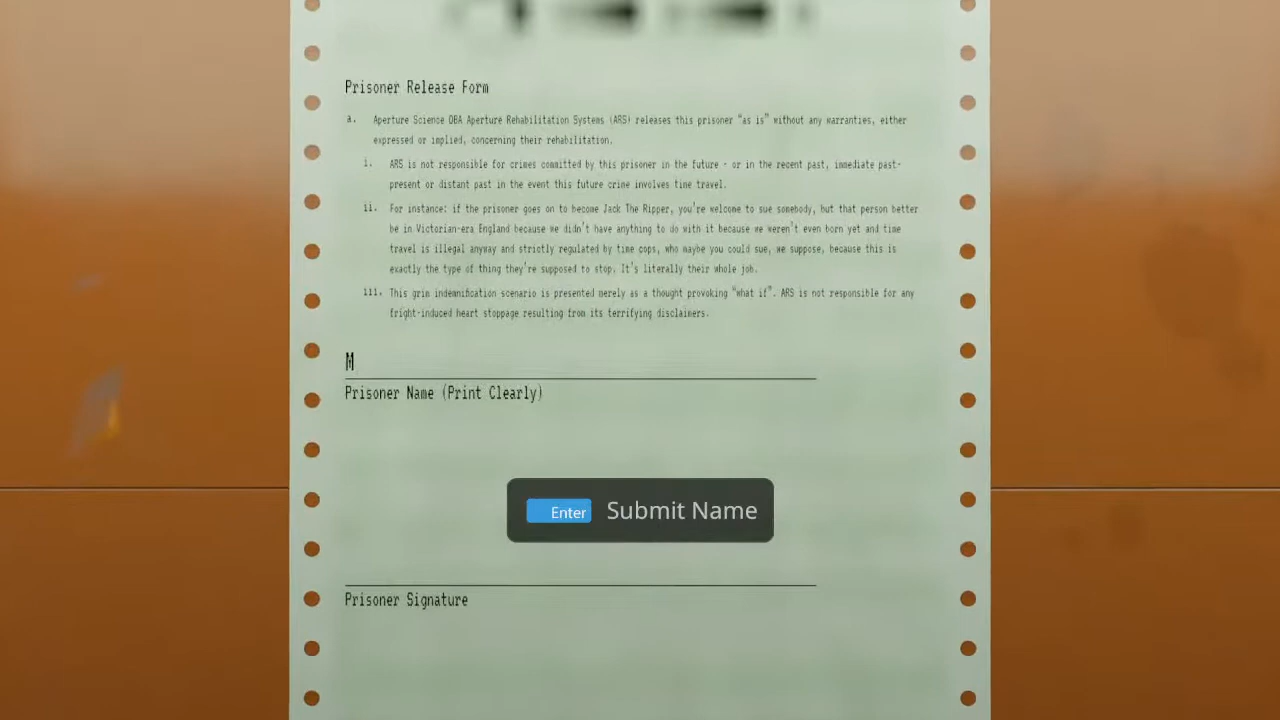 Prisoner Release Form
a. Aperture Science OBA Aperture Rehabilitation Systems (ARS) releases this prisoner "as is" without any warranties, either
expressed or implied, concerning their rehabilitation.
i. ARS is not responsible for crimes committed by this prisoner in the future - or in the recent past, immediate past-
present or distant past in the event this future crime involves time travel.
ii. For instance: if the prisoner goes on to become Jack The Ripper, you're welcome to sue somebody, but that person better
be in Victorian-era England because we didn't have anything to do with it because we weren't even born yet and time
travel is illegal anyway and strictly regulated by time cops, who maybe you could sue, we suppose, because this is
exactly the type of thing they're supposed to stop. It's literally their whole job.
iii. This grim indemnification scenario is presented merely as a thought provoking "what if". ARS is not responsible for any
fright-induced heart stoppage resulting from its terrifying disclaimers.
M
Prisoner Name (Print Clearly)
Enter Submit Name
Prisoner Signature